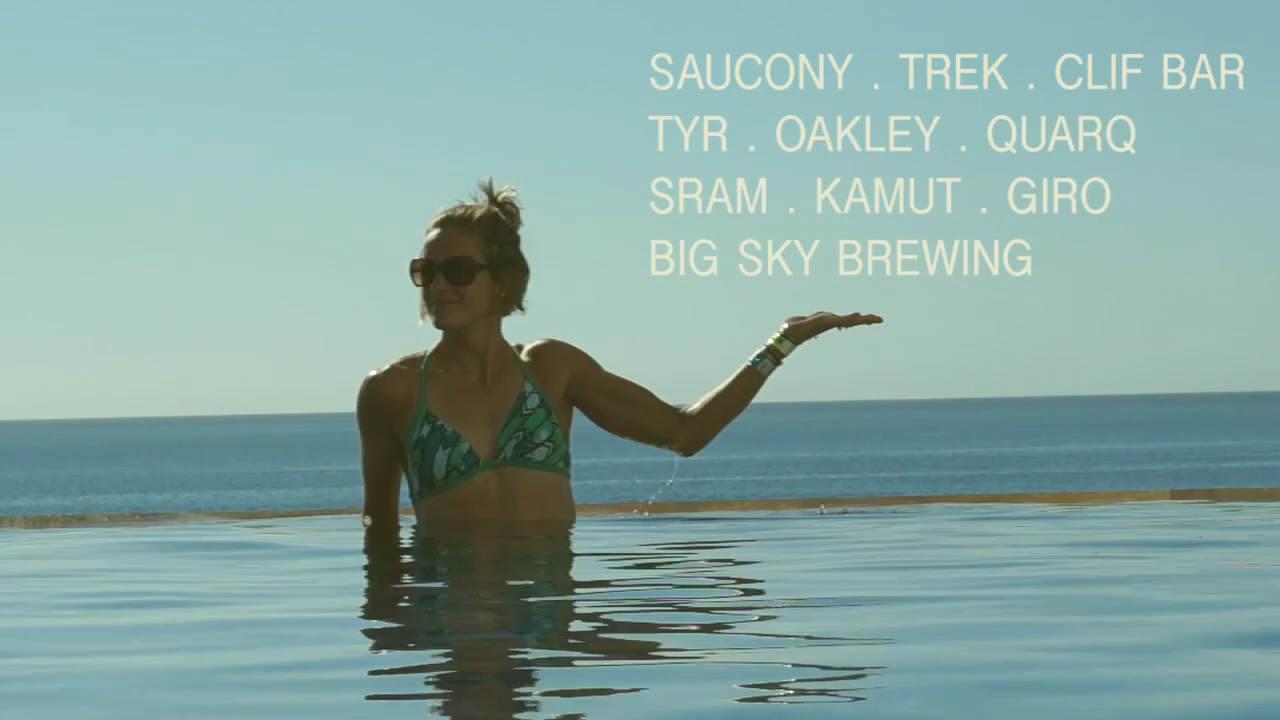 SAUCONY . TREK . CLIF BAR
TYR . OAKLEY . QUARQ
SRAM . KAMUT . GIRO
BIG SKY BREWING